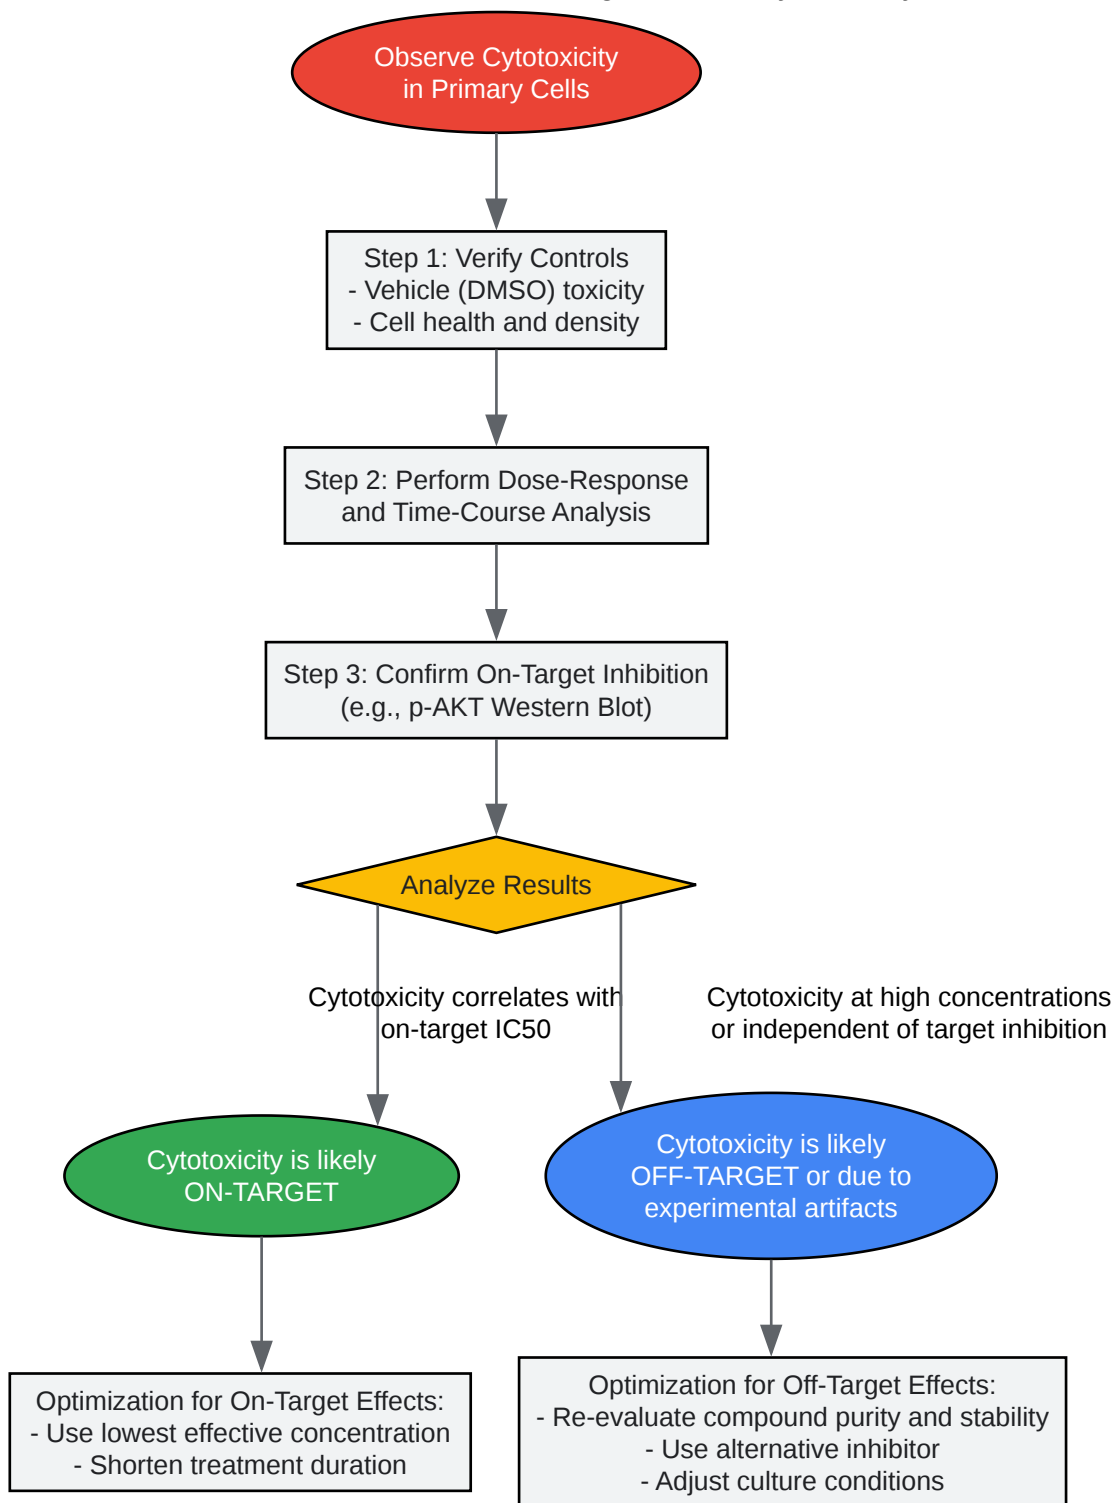 Observe Cytotoxicity
in Primary Cells
Step 1: Verify Controls
- Vehicle (DMSO) toxicity
- Cell health and density
Step 2: Perform Dose-Response
and Time-Course Analysis
Step 3: Confirm On-Target Inhibition
(e.g., p-AKT Western Blot)
Analyze Results
Cytotoxicity correlates with
on-target IC50
Cytotoxicity at high concentrations
or independent of target inhibition
Cytotoxicity is likely
ON-TARGET
Cytotoxicity is likely
OFF-TARGET or due to
experimental artifacts
Optimization for On-Target Effects:
- Use lowest effective concentration
- Shorten treatment duration
Optimization for Off-Target Effects:
- Re-evaluate compound purity and stability
- Use alternative inhibitor
- Adjust culture conditions